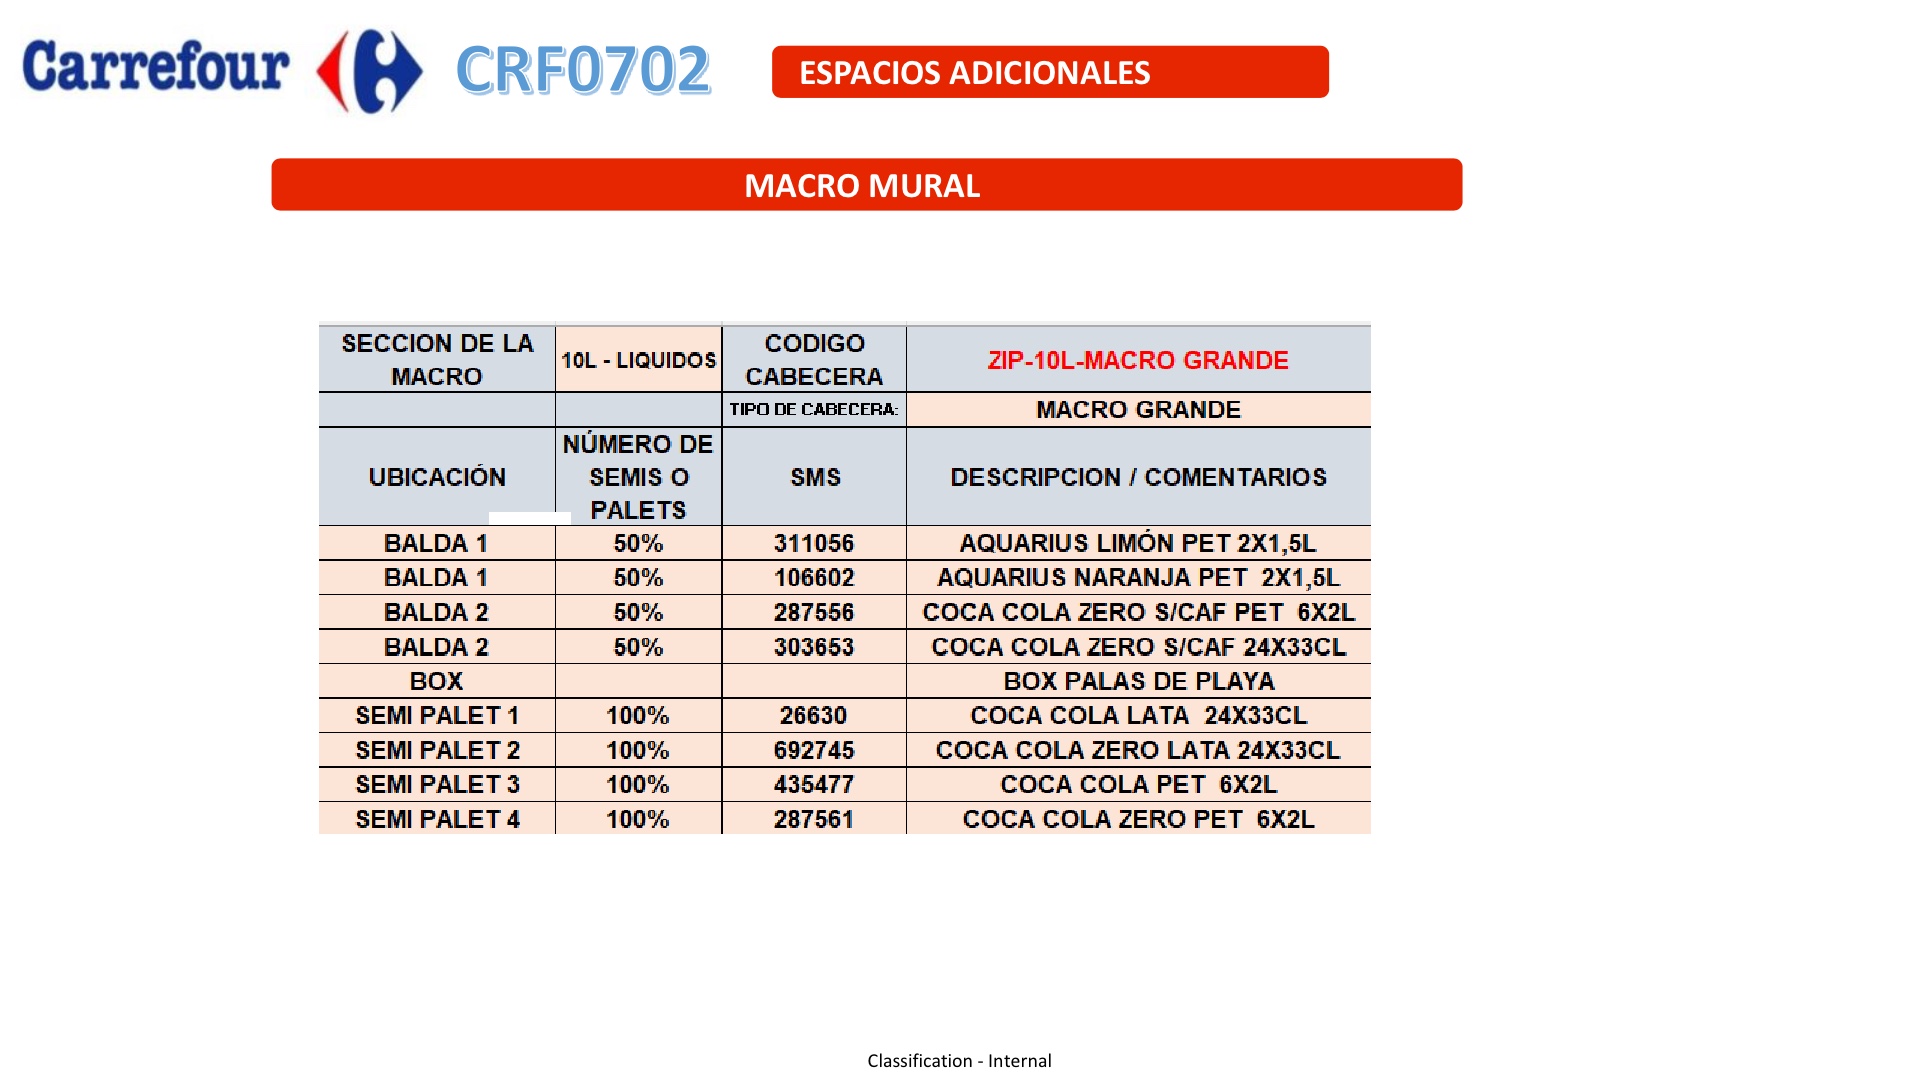 Carrefour CRF0702 ESPACIOS ADICIONALES
MACRO MURAL
SECCION DE LA MACRO 10L - LIQUIDOS CODIGO CABECERA ZIP-10L-MACRO GRANDE
TIPO DE CABECERA: MACRO GRANDE
UBICACIÓN NÚMERO DE SEMIS O PALETS SMS DESCRIPCION / COMENTARIOS
BALDA 1 50% 311056 AQUARIUS LIMÓN PET 2X1,5L
BALDA 1 50% 106602 AQUARIUS NARANJA PET 2X1,5L
BALDA 2 50% 287556 COCA COLA ZERO S/CAF PET 6X2L
BALDA 2 50% 303653 COCA COLA ZERO S/CAF 24X33CL
BOX BOX PALAS DE PLAYA
SEMI PALET 1 100% 26630 COCA COLA LATA 24X33CL
SEMI PALET 2 100% 692745 COCA COLA ZERO LATA 24X33CL
SEMI PALET 3 100% 435477 COCA COLA PET 6X2L
SEMI PALET 4 100% 287561 COCA COLA ZERO PET 6X2L
Classification - Internal